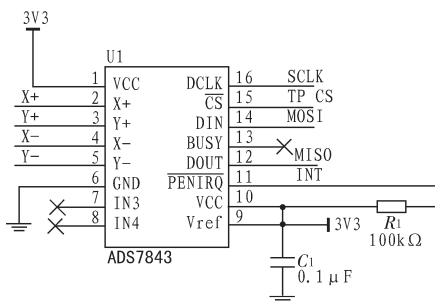 3V3
U1
1 VCC DCLK 16 SCLK
X+ 2 X+ CS 15 TP CS
Y+ 3 Y+ DIN 14 MOSI
X- 4 X- BUSY 13
Y- 5 Y- DOUT 12 MISO
6 GND PENIRQ 11 INT
7 IN3 VCC 10
8 IN4 Vref 9 3V3
R1
100kΩ
ADS7843
C1
0.1μF